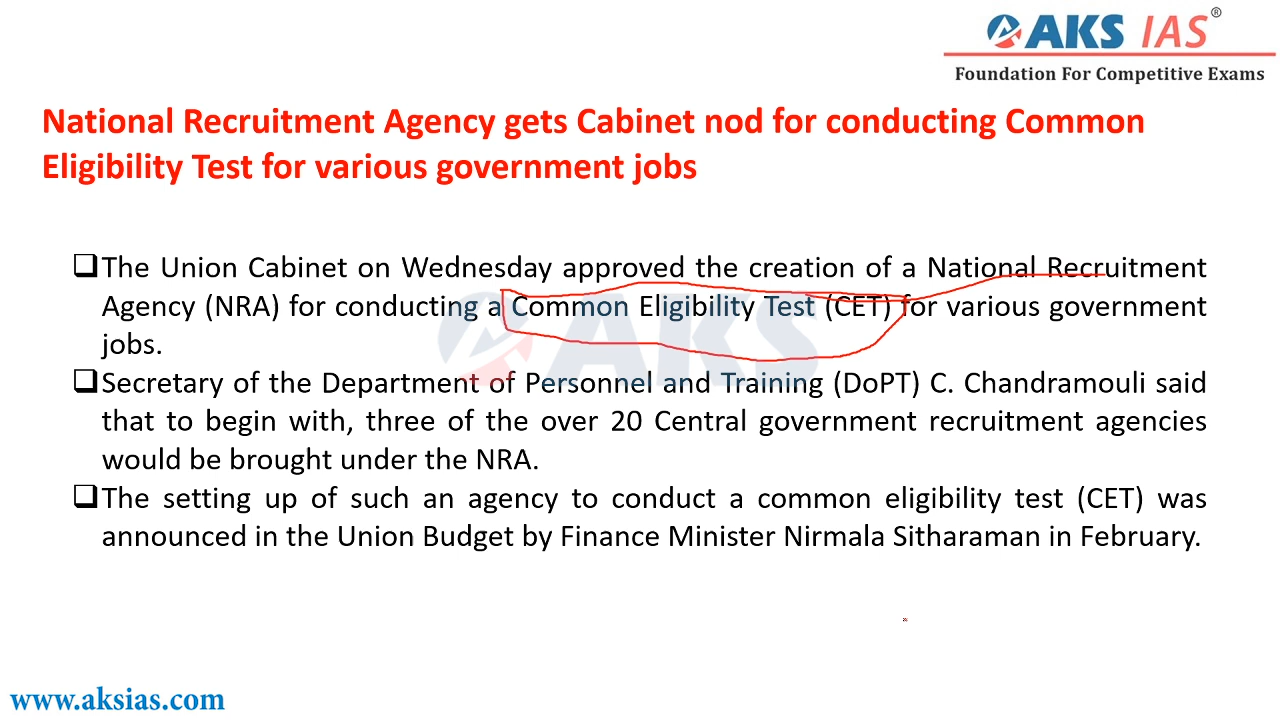 AKS IAS®
Foundation For Competitive Exams
National Recruitment Agency gets Cabinet nod for conducting Common
Eligibility Test for various government jobs
❑The Union Cabinet on Wednesday approved the creation of a National Recruitment
Agency (NRA) for conducting a Common Eligibility Test (CET) for various government
jobs.
❑Secretary of the Department of Personnel and Training (DoPT) C. Chandramouli said
that to begin with, three of the over 20 Central government recruitment agencies
would be brought under the NRA.
❑The setting up of such an agency to conduct a common eligibility test (CET) was
announced in the Union Budget by Finance Minister Nirmala Sitharaman in February.
AKS
www.aksias.com